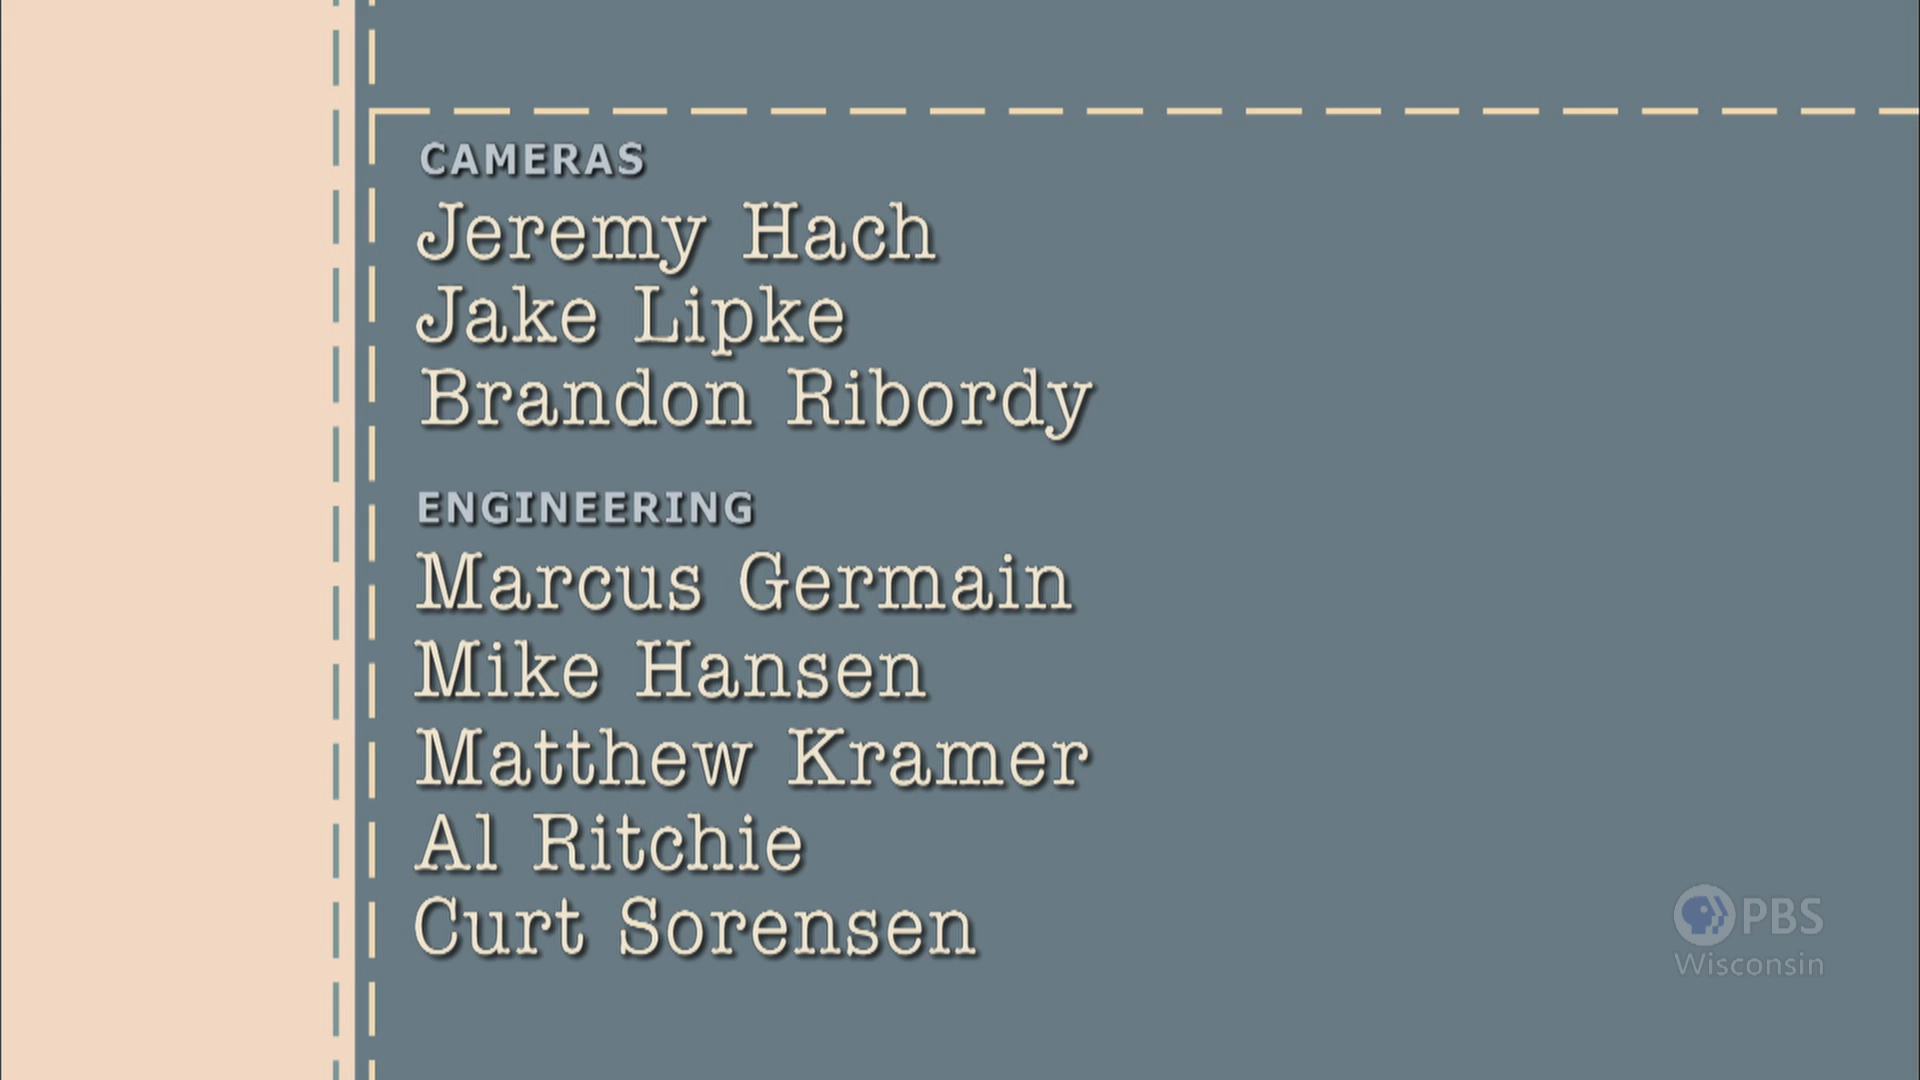 CAMERAS
Jeremy Hach
Jake Lipke
Brandon Ribordy
ENGINEERING
Marcus Germain
Mike Hansen
Matthew Kramer
Al Ritchie
Curt Sorensen
PBS
Wisconsin